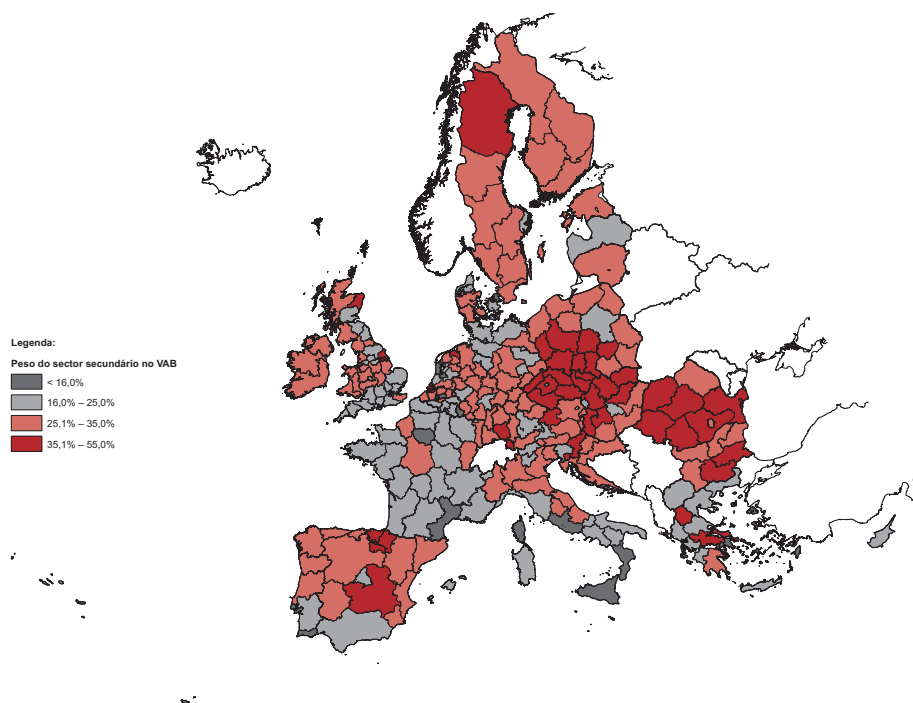 Legenda:
Peso do sector secundário no VAB
< 16,0%
16,0% – 25,0%
25,1% – 35,0%
35,1% – 55,0%